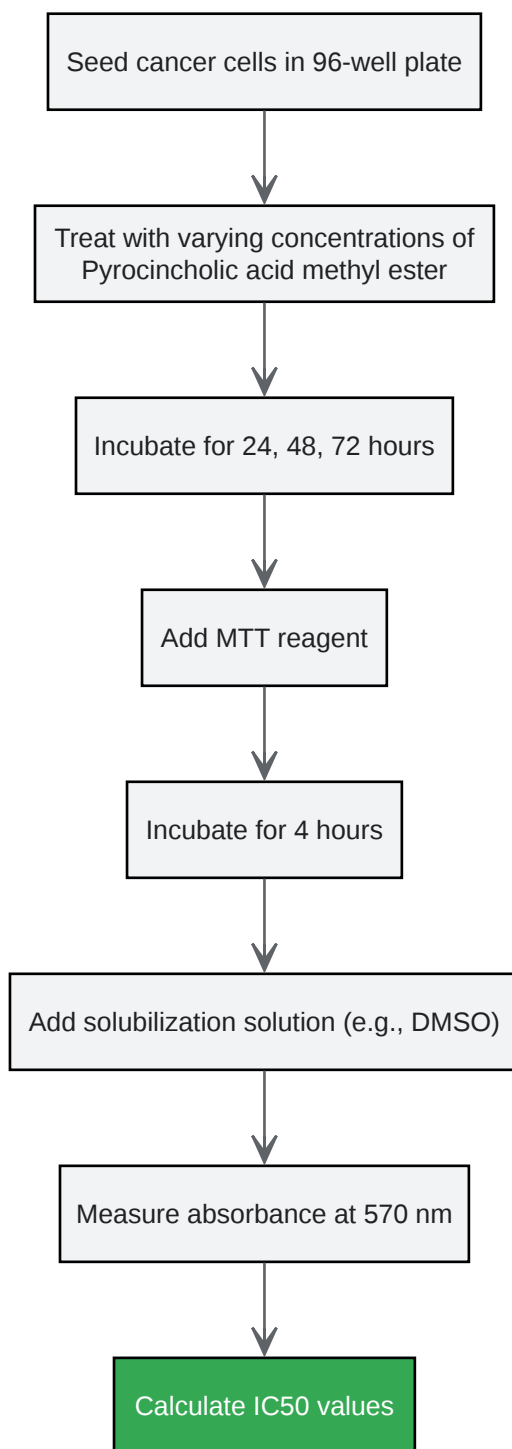 Seed cancer cells in 96-well plate
Treat with varying concentrations of
Pyrocincholic acid methyl ester
Incubate for 24, 48, 72 hours
Add MTT reagent
Incubate for 4 hours
Add solubilization solution (e.g., DMSO)
Measure absorbance at 570 nm
Calculate IC50 values